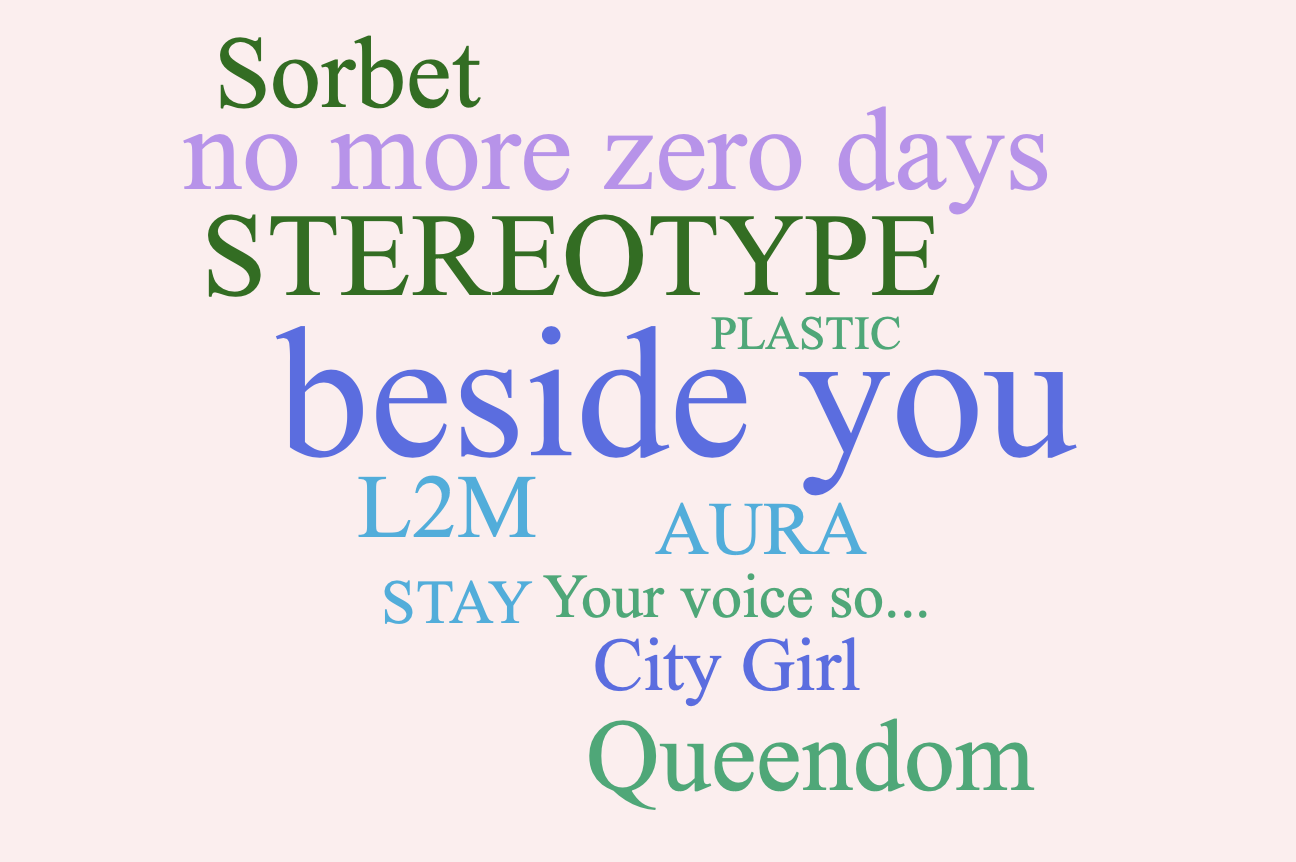 Sorbet
no more zero days
STEREOTYPE
PLASTIC
beside you
L2M
AURA
STAY
Your voice so...
City Girl
Queendom